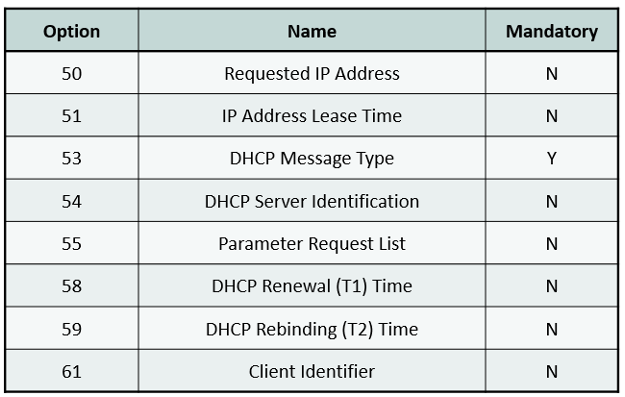 Option Name Mandatory
50 Requested IP Address N
51 IP Address Lease Time N
53 DHCP Message Type Y
54 DHCP Server Identification N
55 Parameter Request List N
58 DHCP Renewal (T1) Time N
59 DHCP Rebinding (T2) Time N
61 Client Identifier N